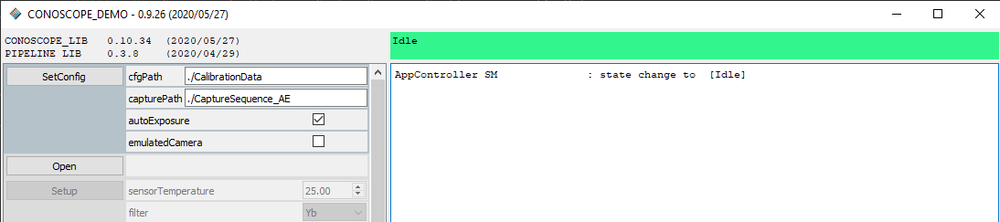 CONOSCOPE_DEMO - 0.9.26 (2020/05/27)
CONOSCOPE_LIB 0.10.34 (2020/05/27)
PIPELINE LIB 0.3.8 (2020/04/29)
Idle
SetConfig cfgPath ./CalibrationData
capturePath ./CaptureSequence_AE
autoExposure
emulatedCamera
Open
Setup sensorTemperature 25.00
filter Yb
AppController SM : state change to [Idle]